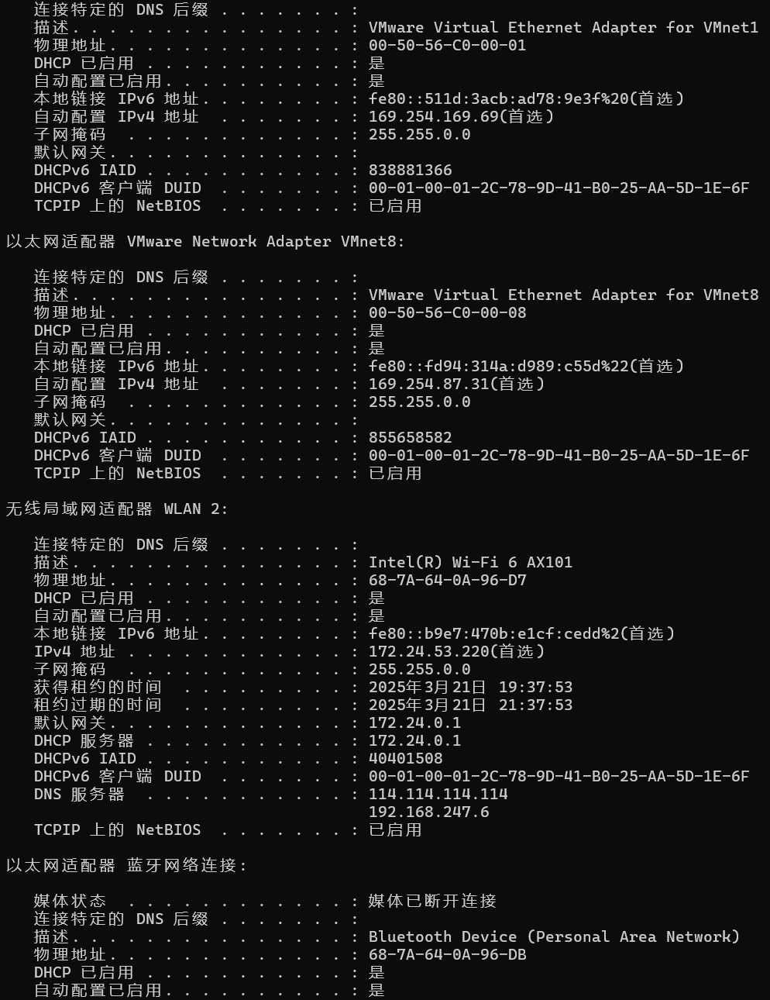 连接特定的 DNS 后缀 . . . . . . . :
描述. . . . . . . . . . . . . . . : VMware Virtual Ethernet Adapter for VMnet1
物理地址. . . . . . . . . . . . . : 00-50-56-C0-00-01
DHCP 已启用 . . . . . . . . . . . : 是
自动配置已启用. . . . . . . . . . : 是
本地链接 IPv6 地址. . . . . . . . : fe80::511d:3acb:ad78:9e3f%20(首选)
自动配置 IPv4 地址  . . . . . . . : 169.254.169.69(首选)
子网掩码  . . . . . . . . . . . . : 255.255.0.0
默认网关. . . . . . . . . . . . . :
DHCPv6 IAID . . . . . . . . . . . : 838881366
DHCPv6 客户端 DUID  . . . . . . . : 00-01-00-01-2C-78-9D-41-B0-25-AA-5D-1E-6F
TCPIP 上的 NetBIOS  . . . . . . . : 已启用
以太网适配器 VMware Network Adapter VMnet8:
连接特定的 DNS 后缀 . . . . . . . :
描述. . . . . . . . . . . . . . . : VMware Virtual Ethernet Adapter for VMnet8
物理地址. . . . . . . . . . . . . : 00-50-56-C0-00-08
DHCP 已启用 . . . . . . . . . . . : 是
自动配置已启用. . . . . . . . . . : 是
本地链接 IPv6 地址. . . . . . . . : fe80::fd94:314a:d989:c55d%22(首选)
自动配置 IPv4 地址  . . . . . . . : 169.254.87.31(首选)
子网掩码  . . . . . . . . . . . . : 255.255.0.0
默认网关. . . . . . . . . . . . . :
DHCPv6 IAID . . . . . . . . . . . : 855658582
DHCPv6 客户端 DUID  . . . . . . . : 00-01-00-01-2C-78-9D-41-B0-25-AA-5D-1E-6F
TCPIP 上的 NetBIOS  . . . . . . . : 已启用
无线局域网适配器 WLAN 2:
连接特定的 DNS 后缀 . . . . . . . :
描述. . . . . . . . . . . . . . . : Intel(R) Wi-Fi 6 AX101
物理地址. . . . . . . . . . . . . : 68-7A-64-0A-96-D7
DHCP 已启用 . . . . . . . . . . . : 是
自动配置已启用. . . . . . . . . . : 是
本地链接 IPv6 地址. . . . . . . . : fe80::b9e7:470b:e1cf:cedd%2(首选)
IPv4 地址 . . . . . . . . . . . . : 172.24.53.220(首选)
子网掩码  . . . . . . . . . . . . : 255.255.0.0
获得租约的时间  . . . . . . . . . : 2025年3月21日 19:37:53
租约过期的时间  . . . . . . . . . : 2025年3月21日 21:37:53
默认网关. . . . . . . . . . . . . : 172.24.0.1
DHCP 服务器 . . . . . . . . . . . : 172.24.0.1
DHCPv6 IAID . . . . . . . . . . . : 40401508
DHCPv6 客户端 DUID  . . . . . . . : 00-01-00-01-2C-78-9D-41-B0-25-AA-5D-1E-6F
DNS 服务器  . . . . . . . . . . . : 114.114.114.114
192.168.247.6
TCPIP 上的 NetBIOS  . . . . . . . : 已启用
以太网适配器 蓝牙网络连接:
媒体状态  . . . . . . . . . . . . : 媒体已断开连接
连接特定的 DNS 后缀 . . . . . . . :
描述. . . . . . . . . . . . . . . : Bluetooth Device (Personal Area Network)
物理地址. . . . . . . . . . . . . : 68-7A-64-0A-96-DB
DHCP 已启用 . . . . . . . . . . . : 是
自动配置已启用. . . . . . . . . . : 是